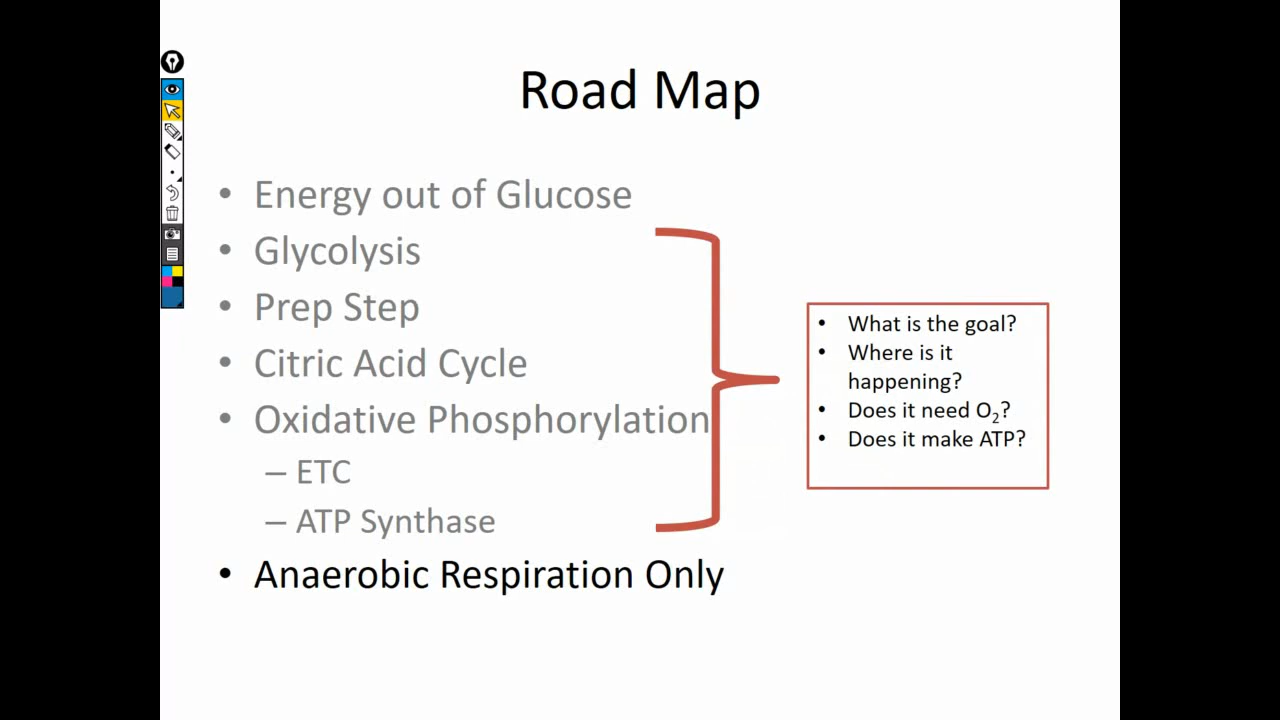 Road Map
• Energy out of Glucose
• Glycolysis
• Prep Step
• Citric Acid Cycle
• Oxidative Phosphorylation
– ETC
– ATP Synthase
• Anaerobic Respiration Only
• What is the goal?
• Where is it
happening?
• Does it need O₂?
• Does it make ATP?